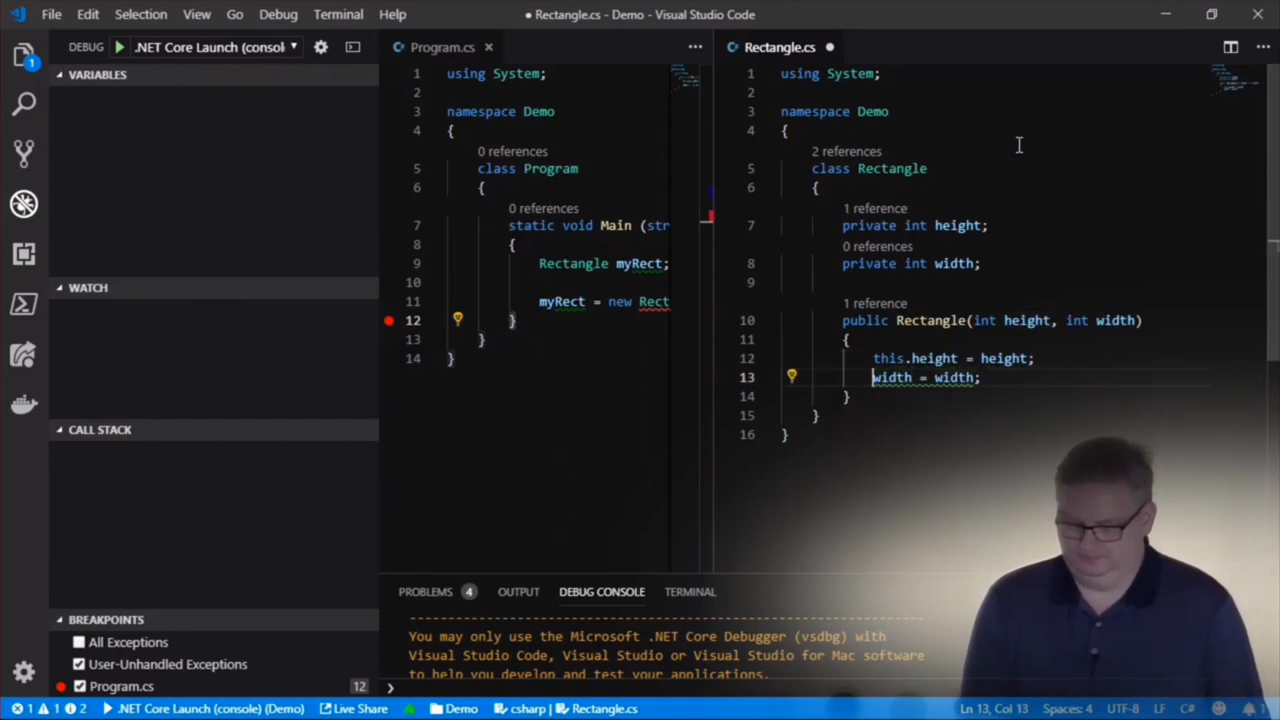 File Edit Selection View Go Debug Terminal Help ● Rectangle.cs - Demo - Visual Studio Code
DEBUG .NET Core Launch (consol
VARIABLES
WATCH
CALL STACK
BREAKPOINTS
All Exceptions
User-Unhandled Exceptions
Program.cs 12
Program.cs
1 using System;
2
3 namespace Demo
4 {
0 references
5 class Program
6 {
0 references
7 static void Main (str
8 {
9 Rectangle myRect;
10
11 myRect = new Rect
12 }
13 }
14 }
Rectangle.cs
1 using System;
2
3 namespace Demo
4 {
2 references
5 class Rectangle
6 {
1 reference
7 private int height;
0 references
8 private int width;
9
1 reference
10 public Rectangle(int height, int width)
11 {
12 this.height = height;
13 width = width;
14 }
15 }
16 }
PROBLEMS 4 OUTPUT DEBUG CONSOLE TERMINAL
You may only use the Microsoft .NET Core Debugger (vsdbg) with
Visual Studio Code, Visual Studio or Visual Studio for Mac software
to help you develop and test your applications.
1 1 2 .NET Core Launch (console) (Demo) Live Share Demo csharp | Rectangle.cs Ln 13, Col 13 Spaces: 4 UTF-8 LF C# 1
1